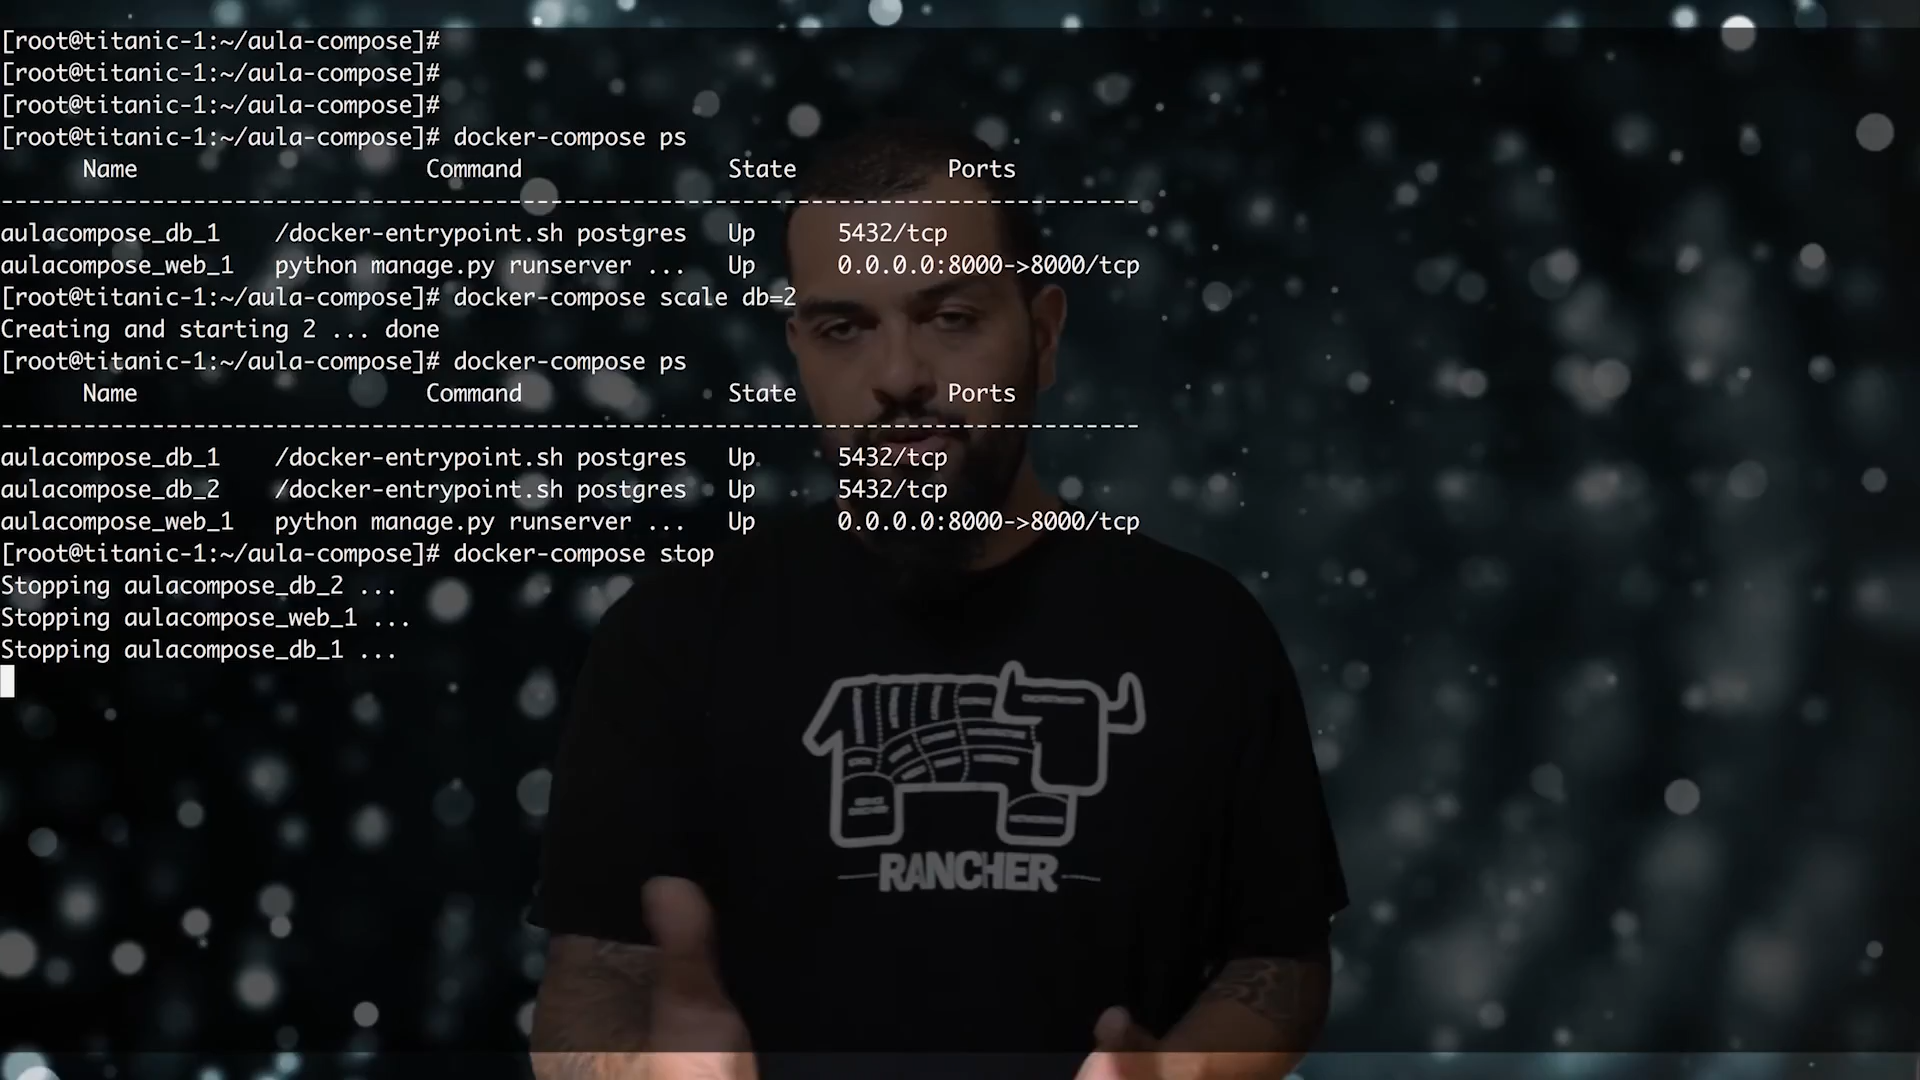 [root@titanic-1:~/aula-compose]#
[root@titanic-1:~/aula-compose]#
[root@titanic-1:~/aula-compose]#
[root@titanic-1:~/aula-compose]# docker-compose ps
Name Command State Ports
-----------------------------------------------------------------------------------
aulacompose_db_1 /docker-entrypoint.sh postgres Up 5432/tcp
aulacompose_web_1 python manage.py runserver ... Up 0.0.0.0:8000->8000/tcp
[root@titanic-1:~/aula-compose]# docker-compose scale db=2
Creating and starting 2 ... done
[root@titanic-1:~/aula-compose]# docker-compose ps
Name Command State Ports
-----------------------------------------------------------------------------------
aulacompose_db_1 /docker-entrypoint.sh postgres Up 5432/tcp
aulacompose_db_2 /docker-entrypoint.sh postgres Up 5432/tcp
aulacompose_web_1 python manage.py runserver ... Up 0.0.0.0:8000->8000/tcp
[root@titanic-1:~/aula-compose]# docker-compose stop
Stopping aulacompose_db_2 ...
Stopping aulacompose_web_1 ...
Stopping aulacompose_db_1 ...
RANCHER